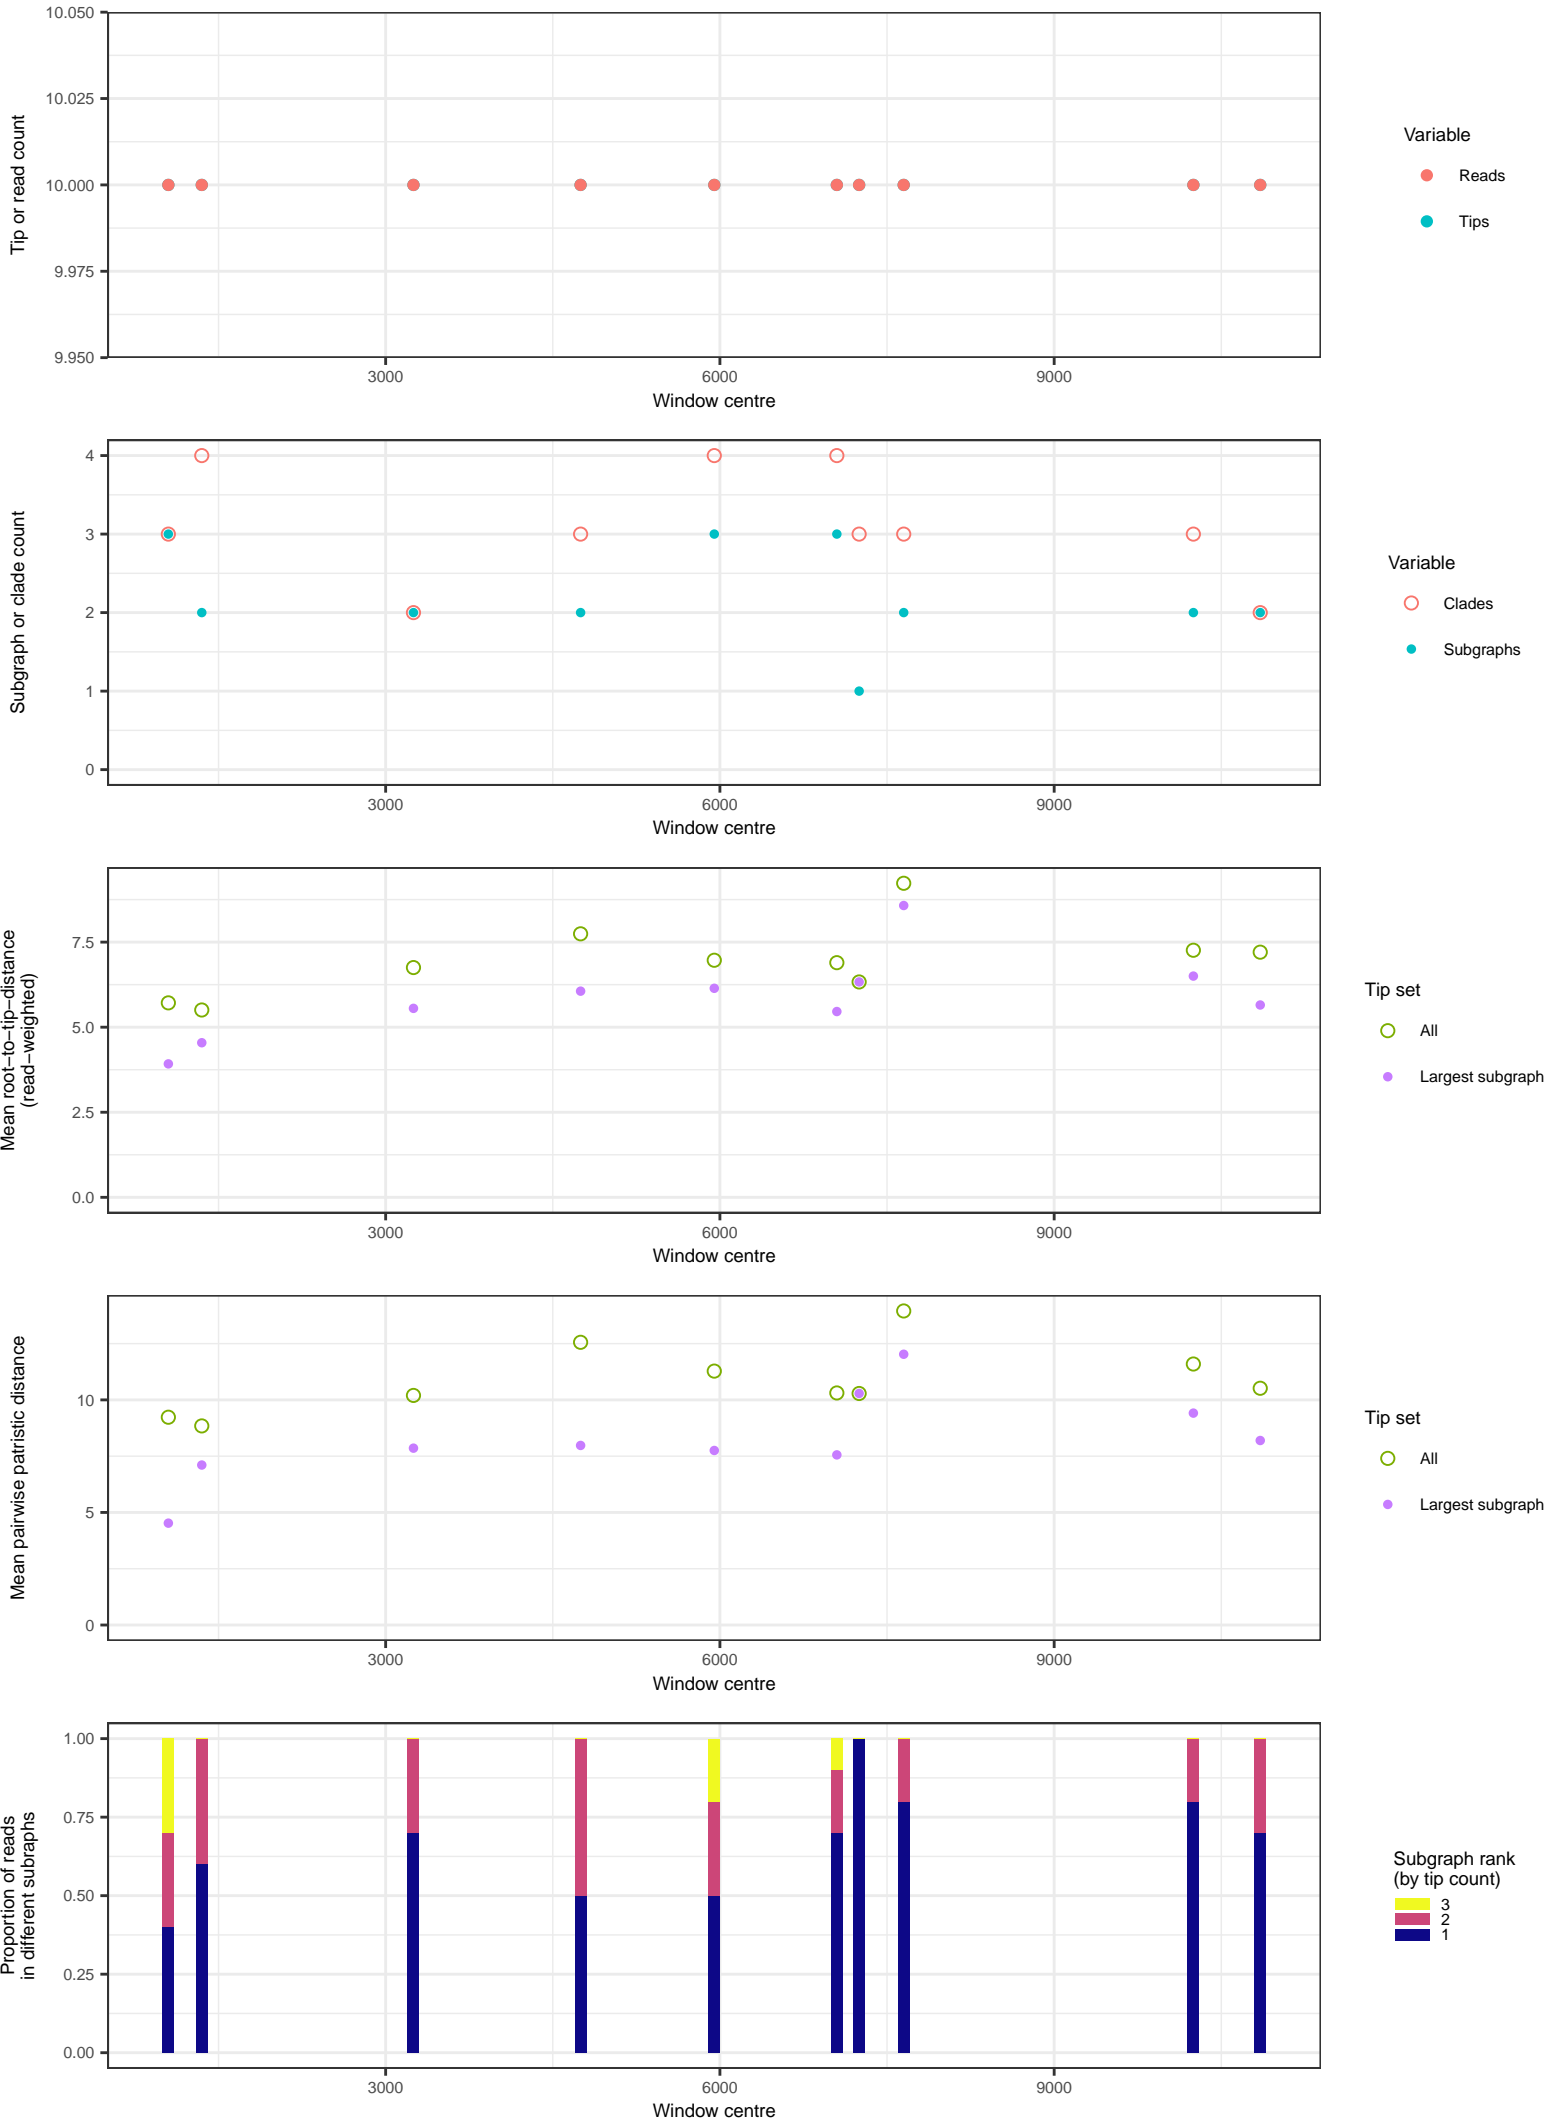 10.050
10.025
10.000
9.975
9.950
Tip or read count
3000
6000
9000
Window centre
Variable
Reads
Tips
4
3
2
1
0
Subgraph or clade count
3000
6000
9000
Window centre
Variable
Clades
Subgraphs
7.5
5.0
2.5
0.0
Mean root−to−tip−distance
(read−weighted)
3000
6000
9000
Window centre
Tip set
All
Largest subgraph
10
5
0
Mean pairwise patristic distance
3000
6000
9000
Window centre
Tip set
All
Largest subgraph
1.00
0.75
0.50
0.25
0.00
Proportion of reads
in different subraphs
3000
6000
9000
Window centre
Subgraph rank
(by tip count)
3
2
1